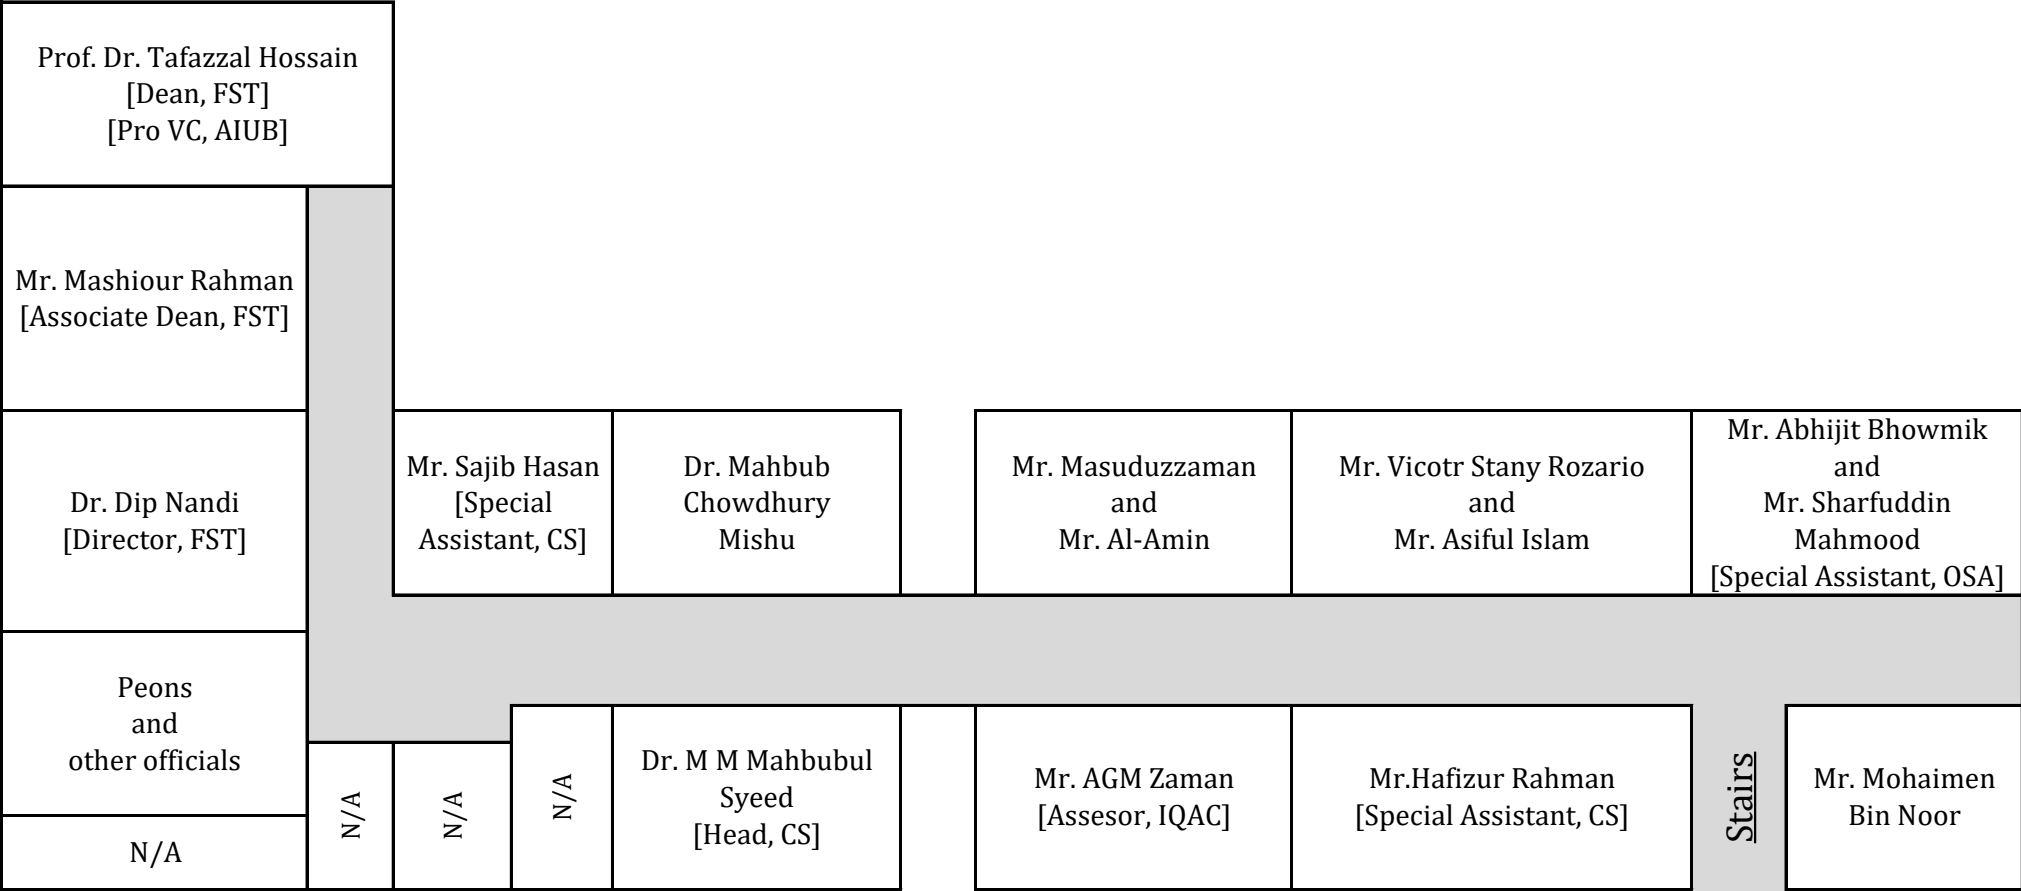 Prof. Dr. Tafazzal Hossain
[Dean, FST]
[Pro VC, AIUB]
Mr. Mashiour Rahman
[Associate Dean, FST]
Dr. Dip Nandi
[Director, FST]
Mr. Sajib Hasan
[Special
Assistant, CS]
Dr. Mahbub
Chowdhury
Mishu
Mr. Masuduzzaman
and
Mr. Al-Amin
Mr. Vicotr Stany Rozario
and
Mr. Asiful Islam
Mr. Abhijit Bhowmik
and
Mr. Sharfuddin
Mahmood
[Special Assistant, OSA]
Peons
and
other officials
N/A
N/A
N/A
N/A
Dr. M M Mahbubul
Syeed
[Head, CS]
Mr. AGM Zaman
[Assesor, IQAC]
Mr.Hafizur Rahman
[Special Assistant, CS]
Stairs
Mr. Mohaimen
Bin Noor